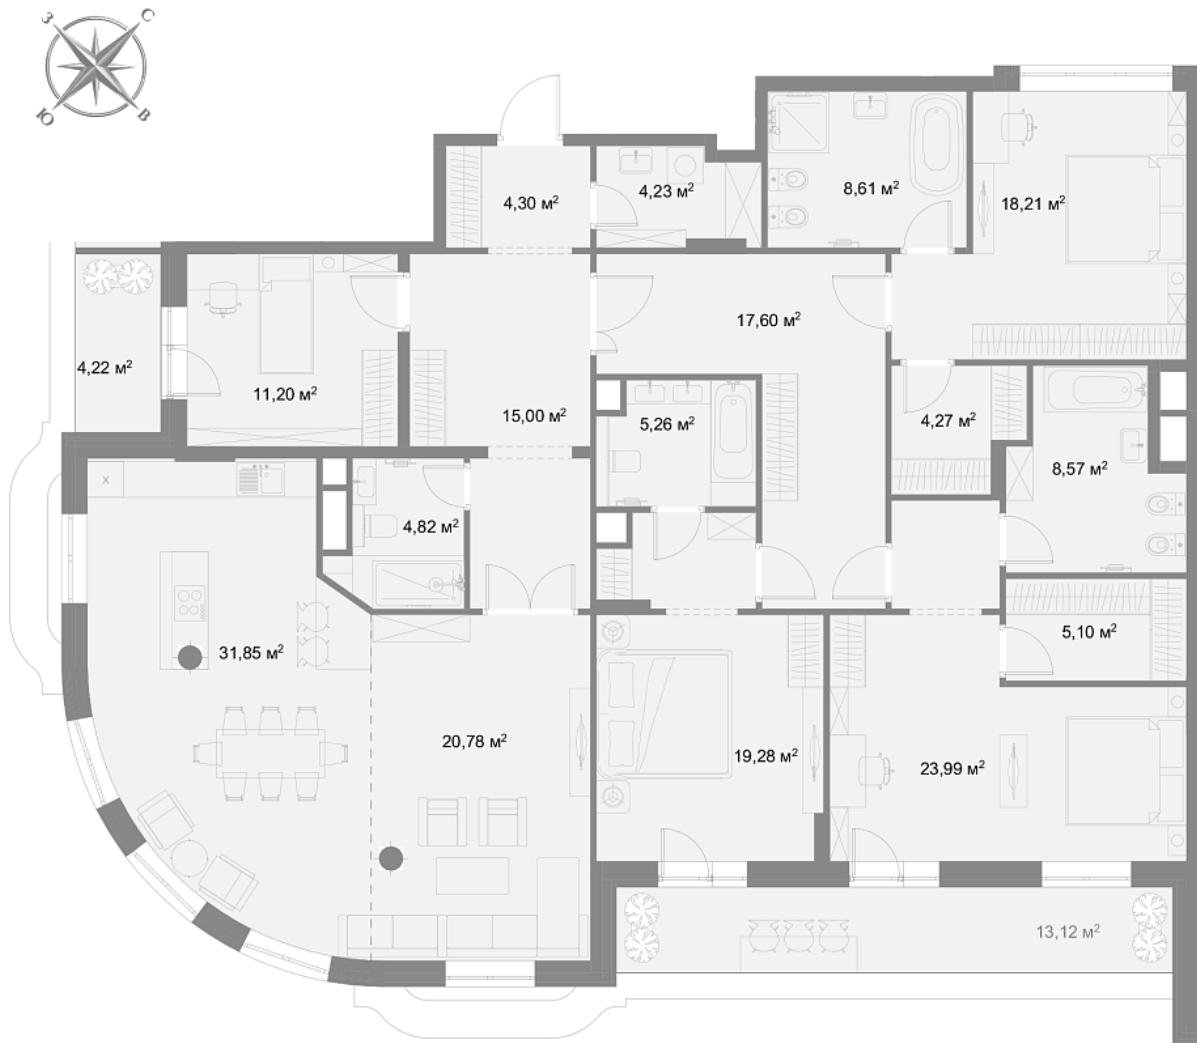 З
С
Ю
В
4,30 м²
4,23 м²
8,61 м²
18,21 м²
17,60 м²
4,22 м²
11,20 м²
15,00 м²
5,26 м²
4,27 м²
8,57 м²
4,82 м²
X
31,85 м²
5,10 м²
20,78 м²
19,28 м²
23,99 м²
13,12 м²